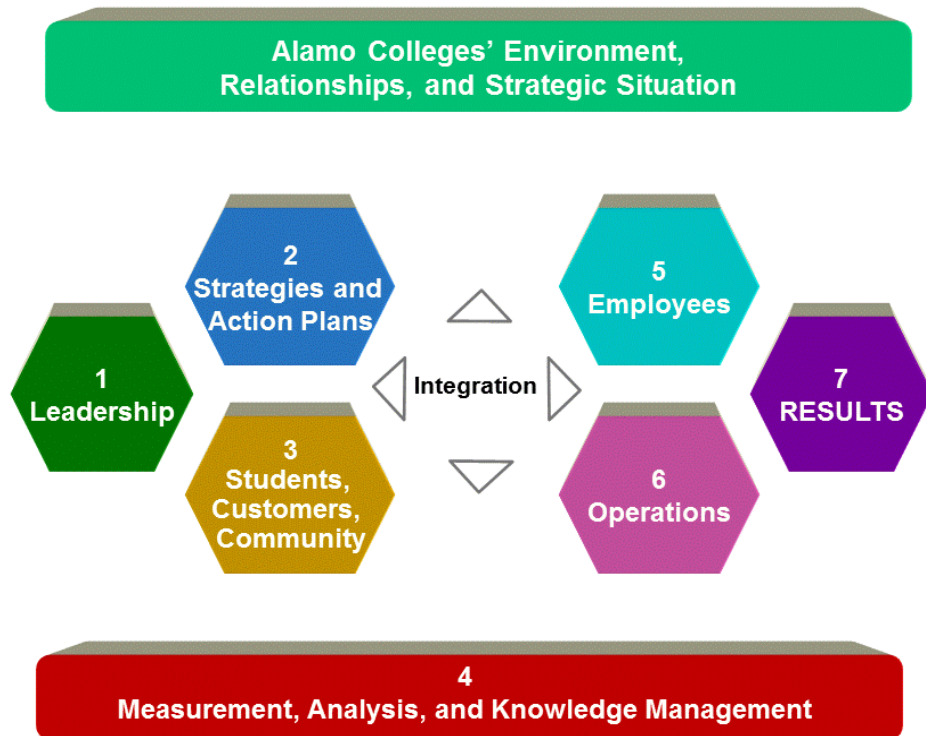 Alamo Colleges' Environment,
Relationships, and Strategic Situation
1
Leadership
2
Strategies and
Action Plans
3
Students,
Customers,
Community
Integration
5
Employees
6
Operations
7
RESULTS
4
Measurement, Analysis, and Knowledge Management